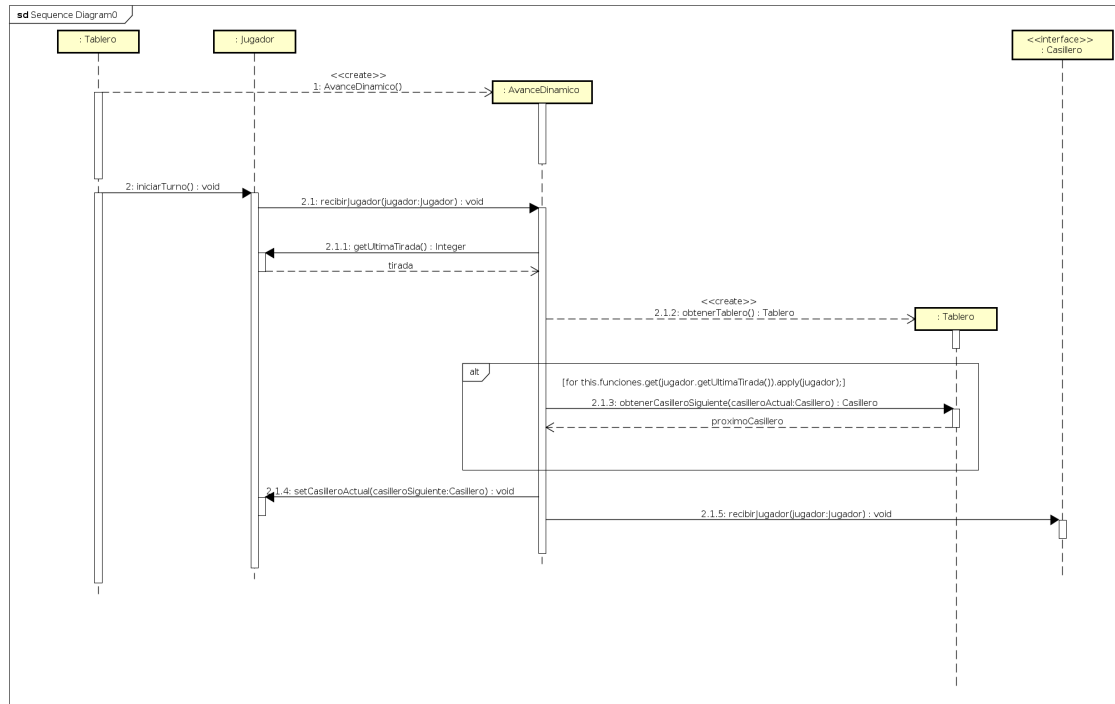 sd Sequence Diagram0
: Tablero
: Jugador
<<interface>>
: Casillero
<<create>>
1: AvanceDinamico()
: AvanceDinamico
2: iniciarTurno() : void
2.1: recibirJugador(jugador:Jugador) : void
2.1.1: getUltimaTirada() : Integer
tirada
<<create>>
2.1.2: obtenerTablero() : Tablero
: Tablero
alt
[for this.funciones.get(jugador.getUltimaTirada()).apply(jugador);]
2.1.3: obtenerCasilleroSiguiente(casilleroActual:Casillero) : Casillero
proximoCasillero
2.1.4: setCasilleroActual(casilleroSiguiente:Casillero) : void
2.1.5: recibirJugador(jugador:Jugador) : void